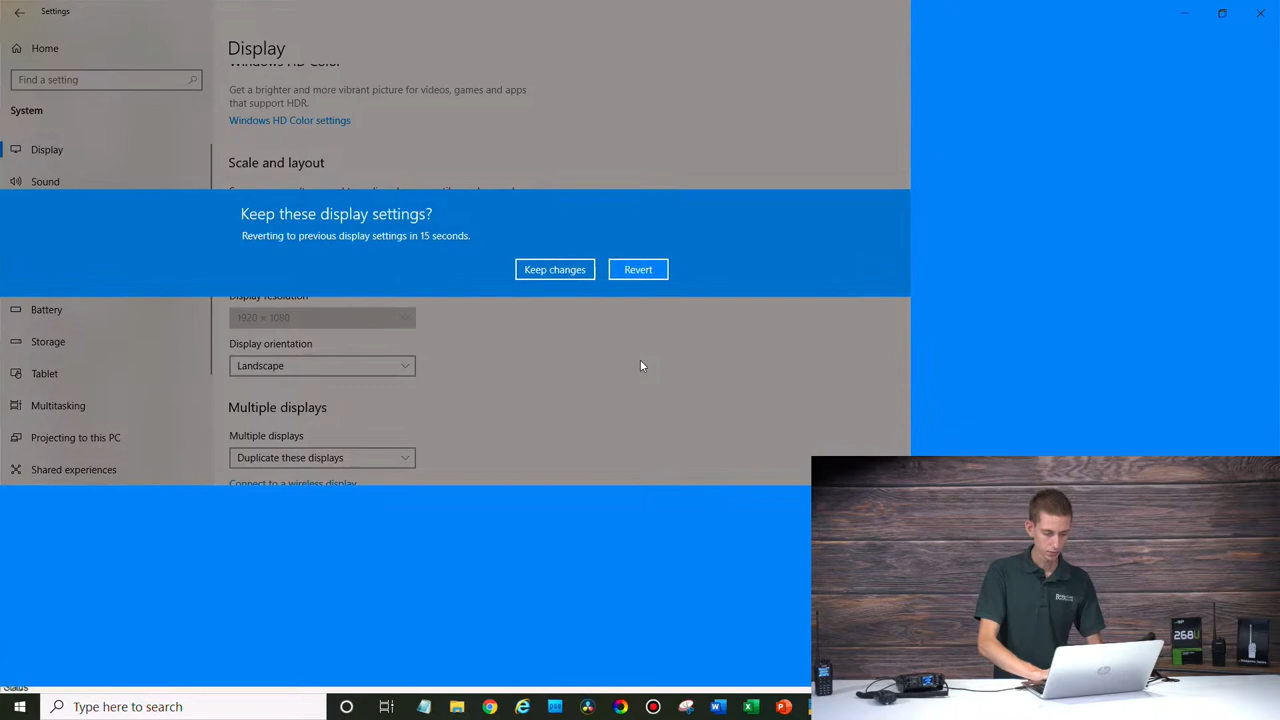 Settings
Home
Display
Windows HD Color
Find a setting
Get a brighter and more vibrant picture for videos, games and apps
that support HDR.
System
Windows HD Color settings
Display
Scale and layout
Sound
Keep these display settings?
Reverting to previous display settings in 15 seconds.
Keep changes
Revert
Display resolution
Battery
1920 × 1080
Storage
Display orientation
Landscape
Tablet
Multitasking
Multiple displays
Projecting to this PC
Multiple displays
Duplicate these displays
Shared experiences
Connect to a wireless display
268U
Status
Type here to search